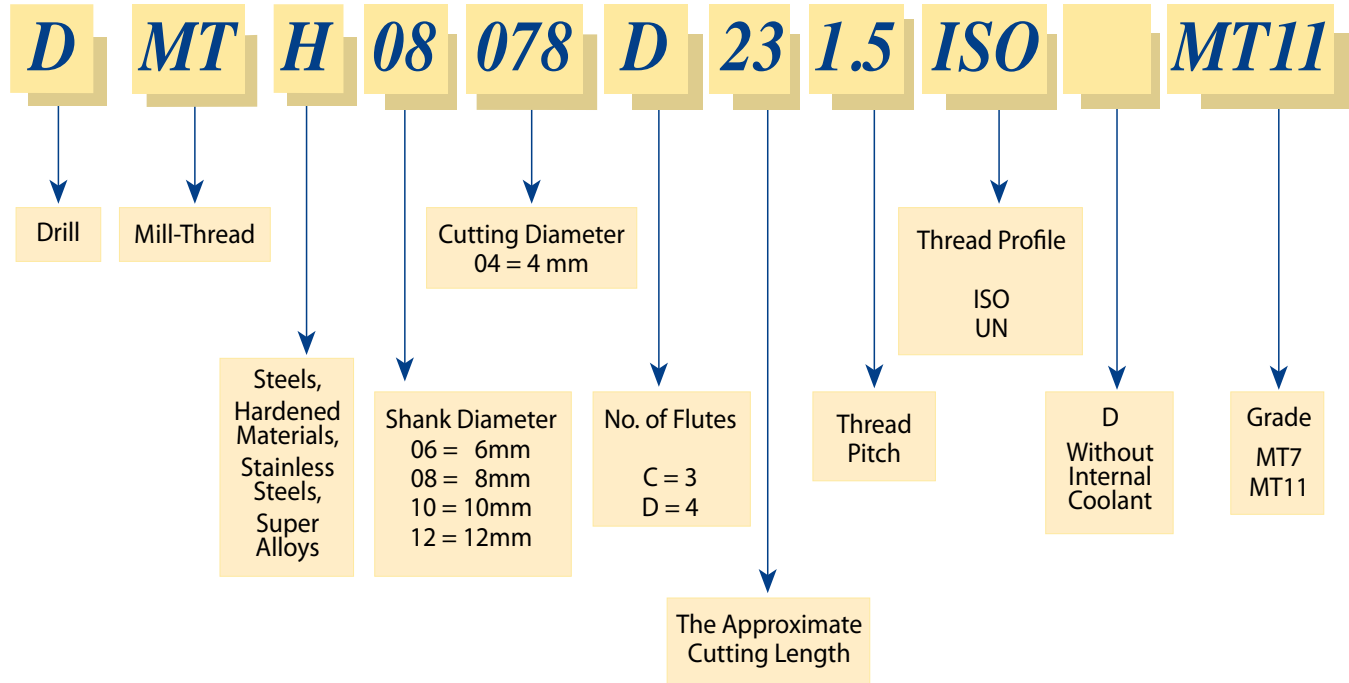 D MT H 08 078 D 23 1.5 ISO MT11
Drill
Mill-Thread
Cutting Diameter
04 = 4 mm
Thread Profile
ISO
UN
Steels,
Hardened
Materials,
Stainless
Steels,
Super
Alloys
Shank Diameter
06 = 6mm
08 = 8mm
10 = 10mm
12 = 12mm
No. of Flutes
C = 3
D = 4
Thread
Pitch
D
Without
Internal
Coolant
Grade
MT7
MT11
The Approximate
Cutting Length